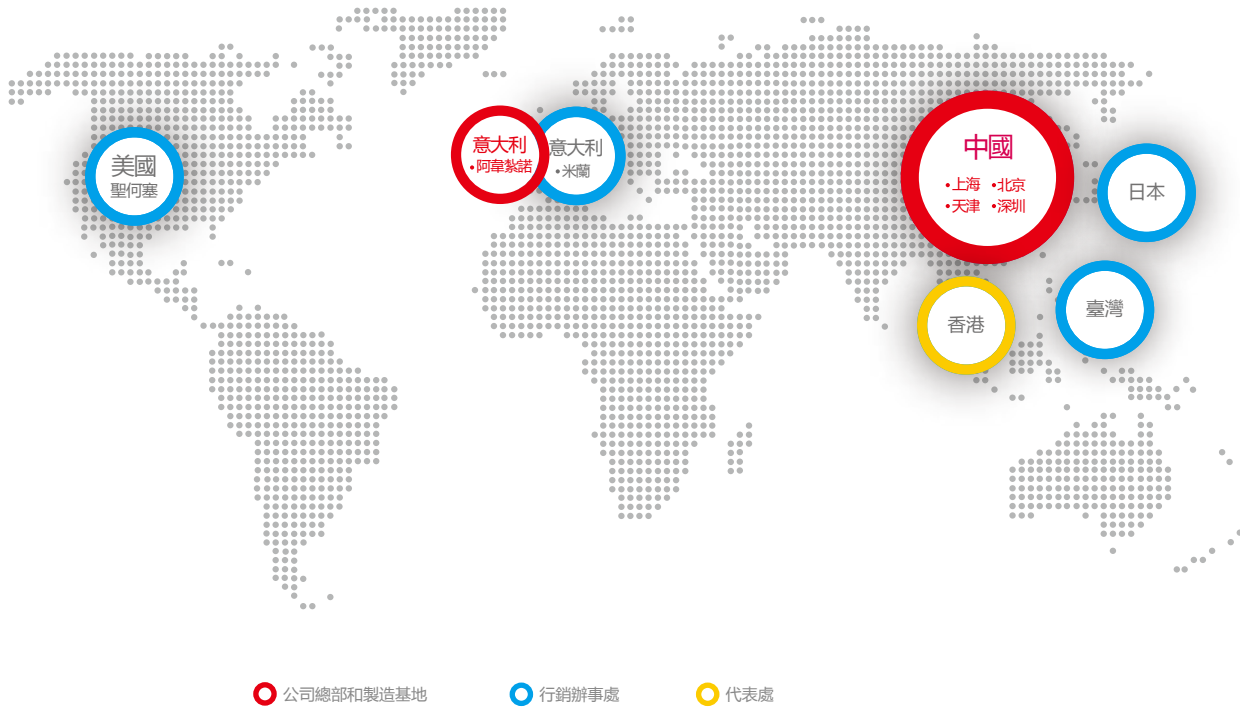 美國
聖何塞
意大利
•阿韋紮諾
意大利
•米蘭
中國
•上海 •北京
•天津 •深圳
日本
臺灣
香港
公司總部和製造基地 行銷辦事處 代表處